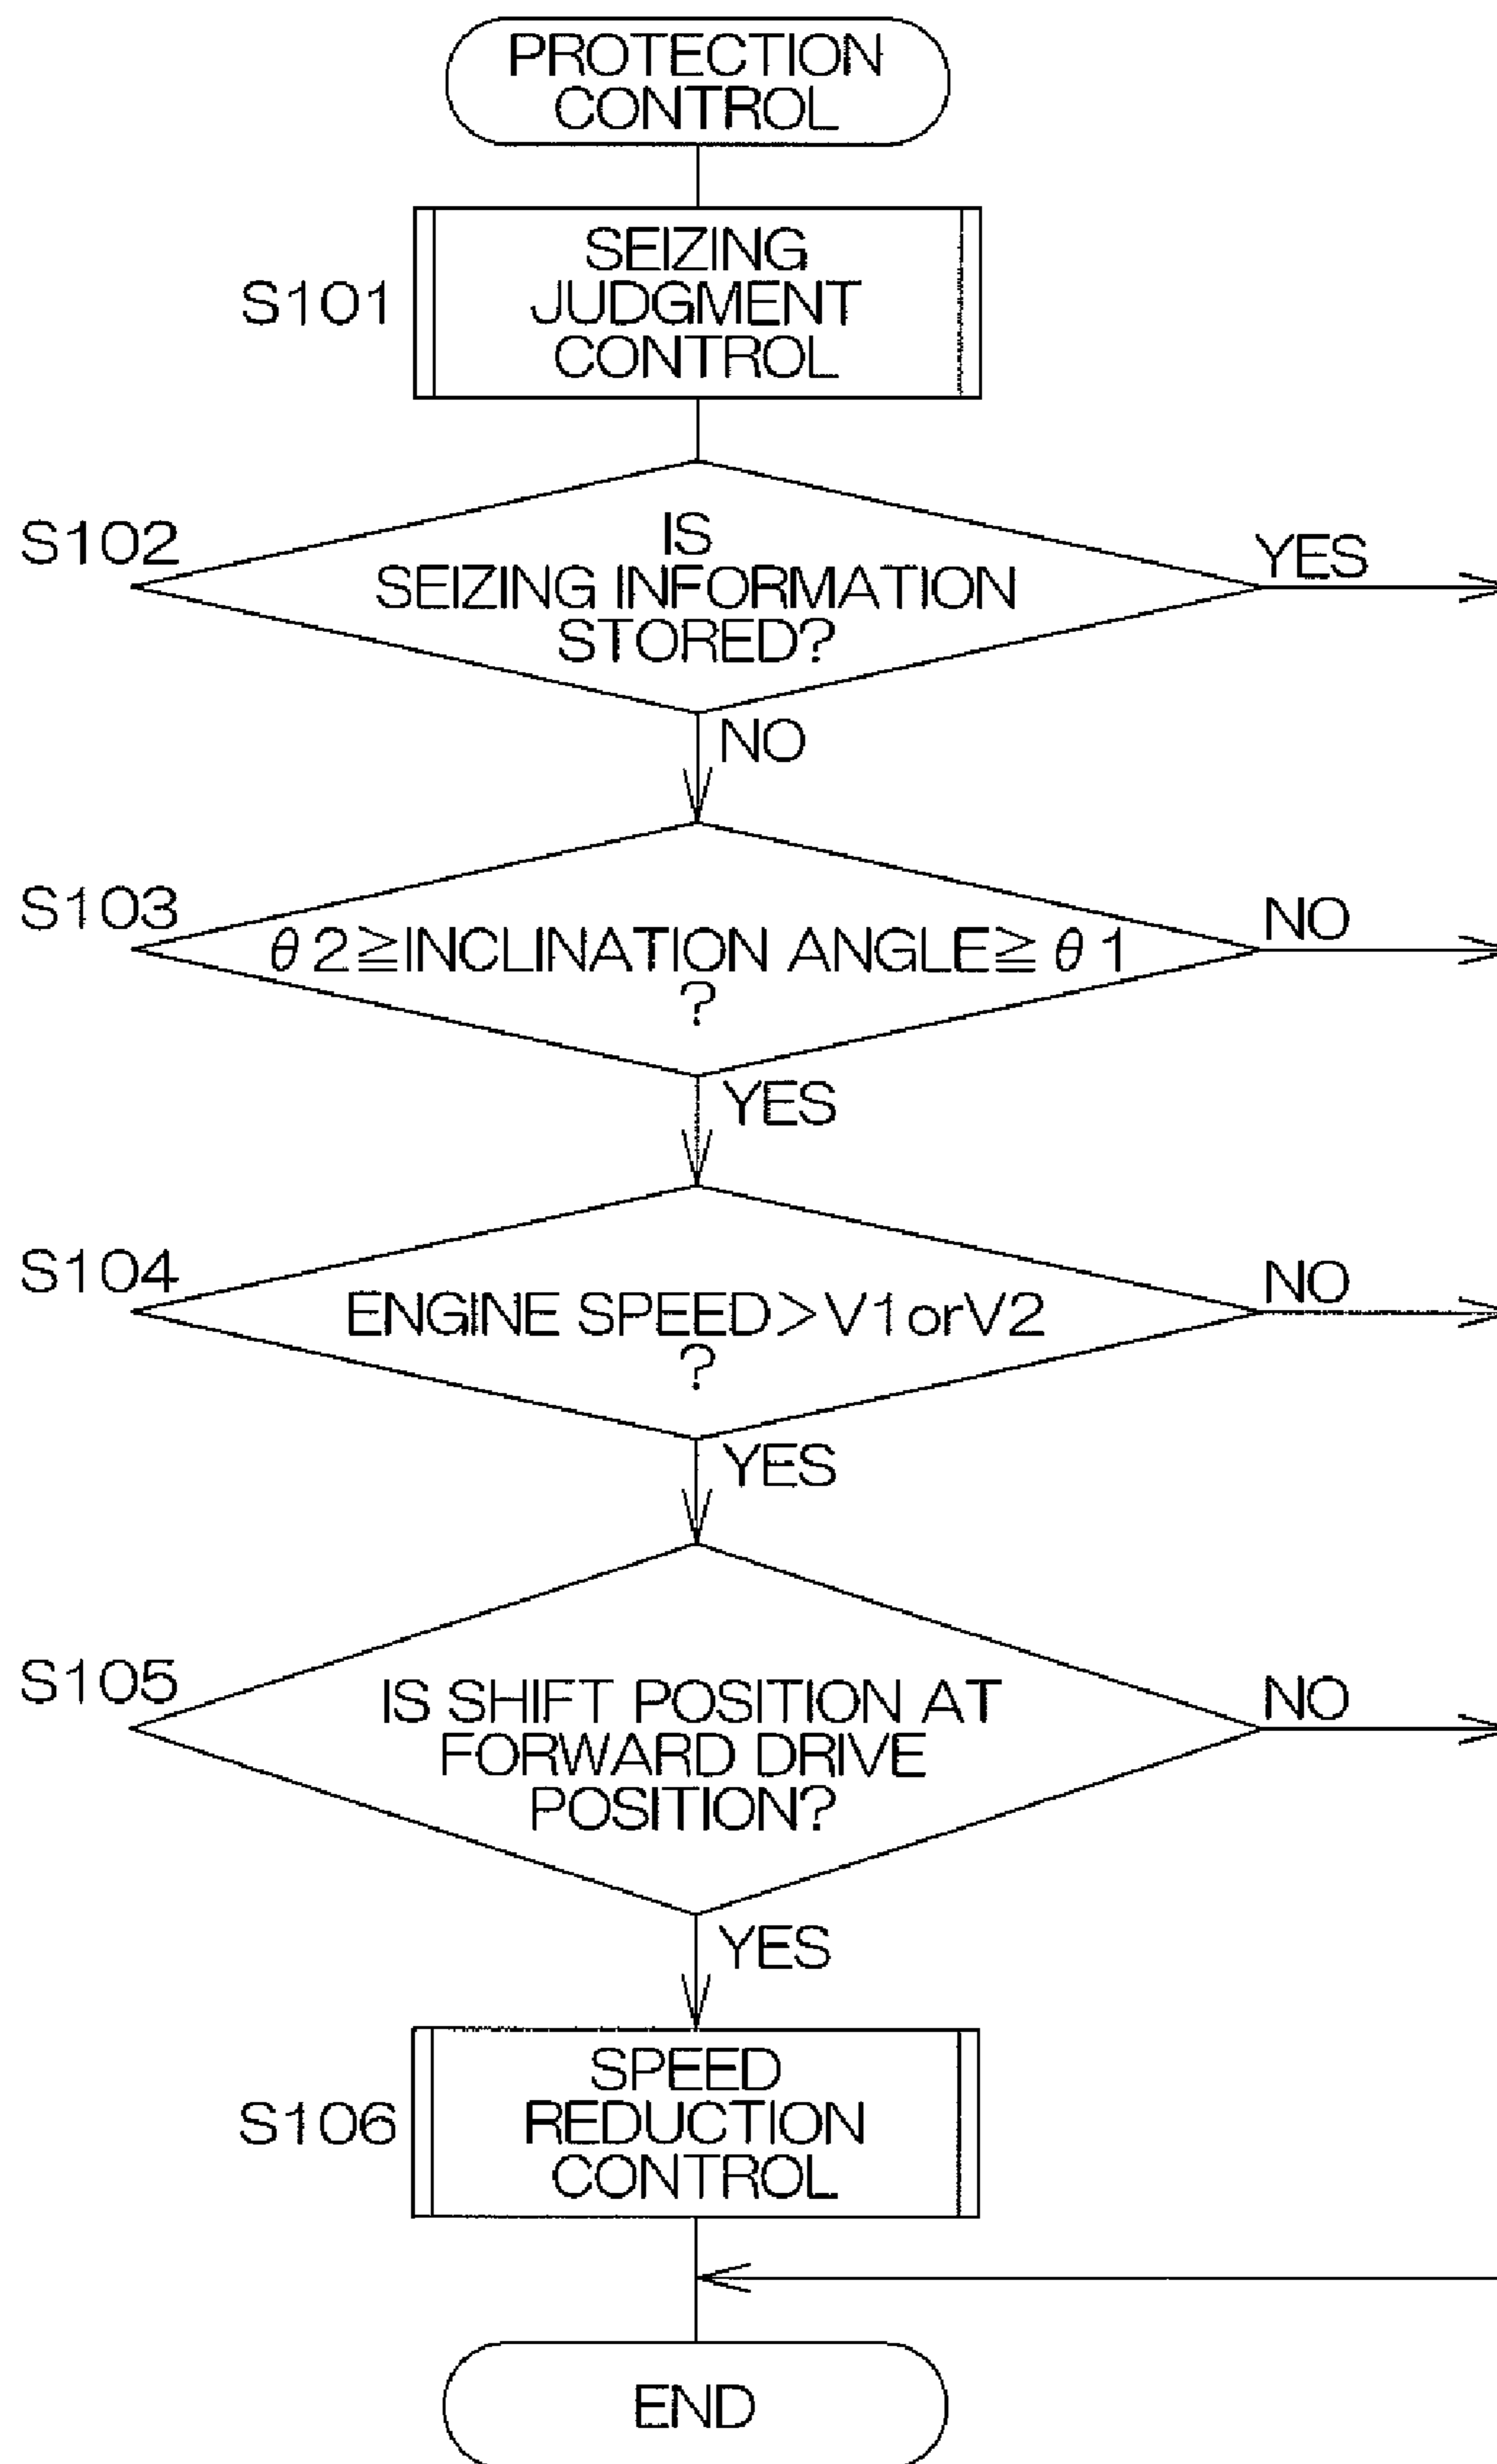 PROTECTION
CONTROL
S101
SEIZING
JUDGMENT
CONTROL
S102
IS
SEIZING INFORMATION
STORED?
YES
NO
S103
θ2≧INCLINATION ANGLE≧θ1
?
NO
YES
S104
ENGINE SPEED>V1orV2
?
NO
YES
S105
IS SHIFT POSITION AT
FORWARD DRIVE
POSITION?
NO
YES
S106
SPEED
REDUCTION
CONTROL
END